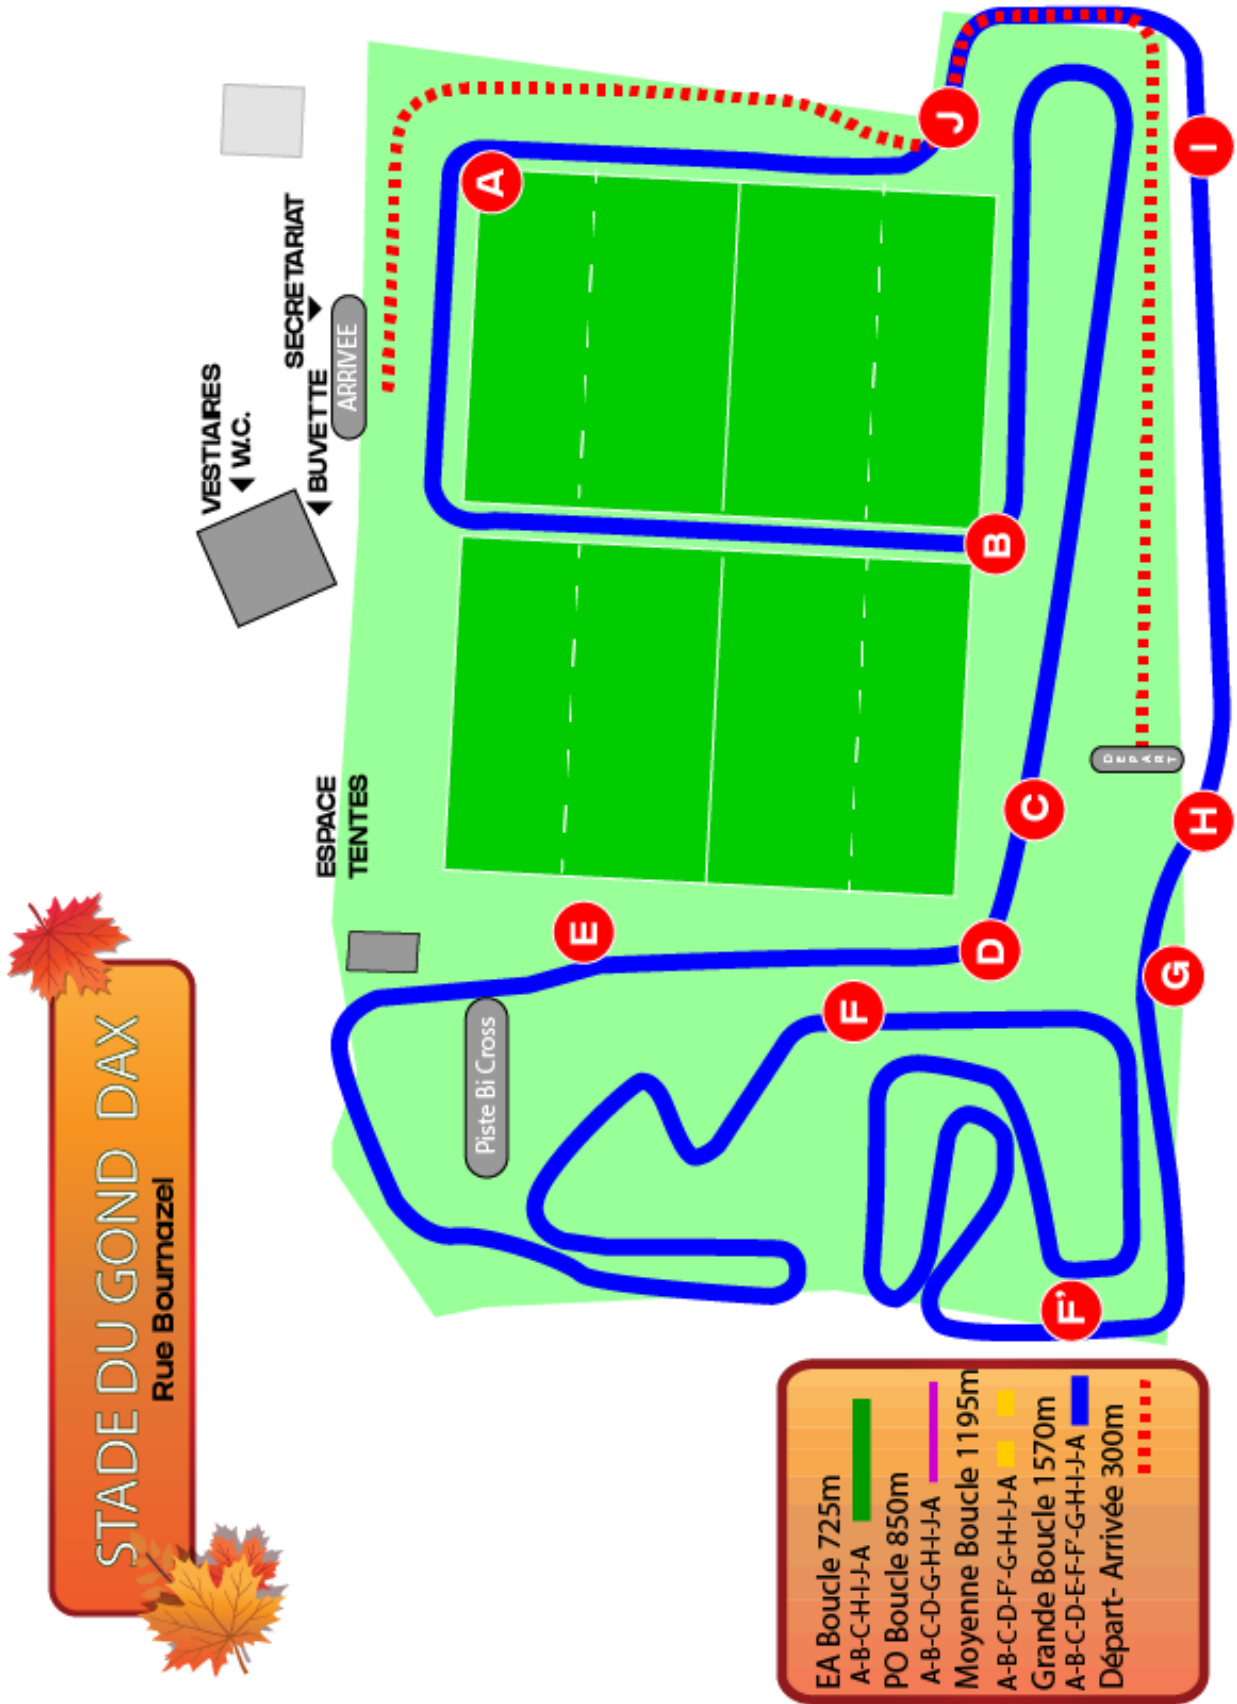 STADE DU GOND DAX
Rue Bournazel
VESTIAIRES
W.C.
SECRETARIAT
BUVETTE
ARRIVEE
ESPACE
TENTES
Piste Bi Cross
A
B
C
D
E
F
F'
G
H
I
J
DEPART
EA Boucle 725m
A-B-C-H-I-J-A
PO Boucle 850m
A-B-C-D-G-H-I-J-A
Moyenne Boucle 1195m
A-B-C-D-F'-G-H-I-J-A
Grande Boucle 1570m
A-B-C-D-E-F-F'-G-H-I-J-A
Départ- Arrivée 300m